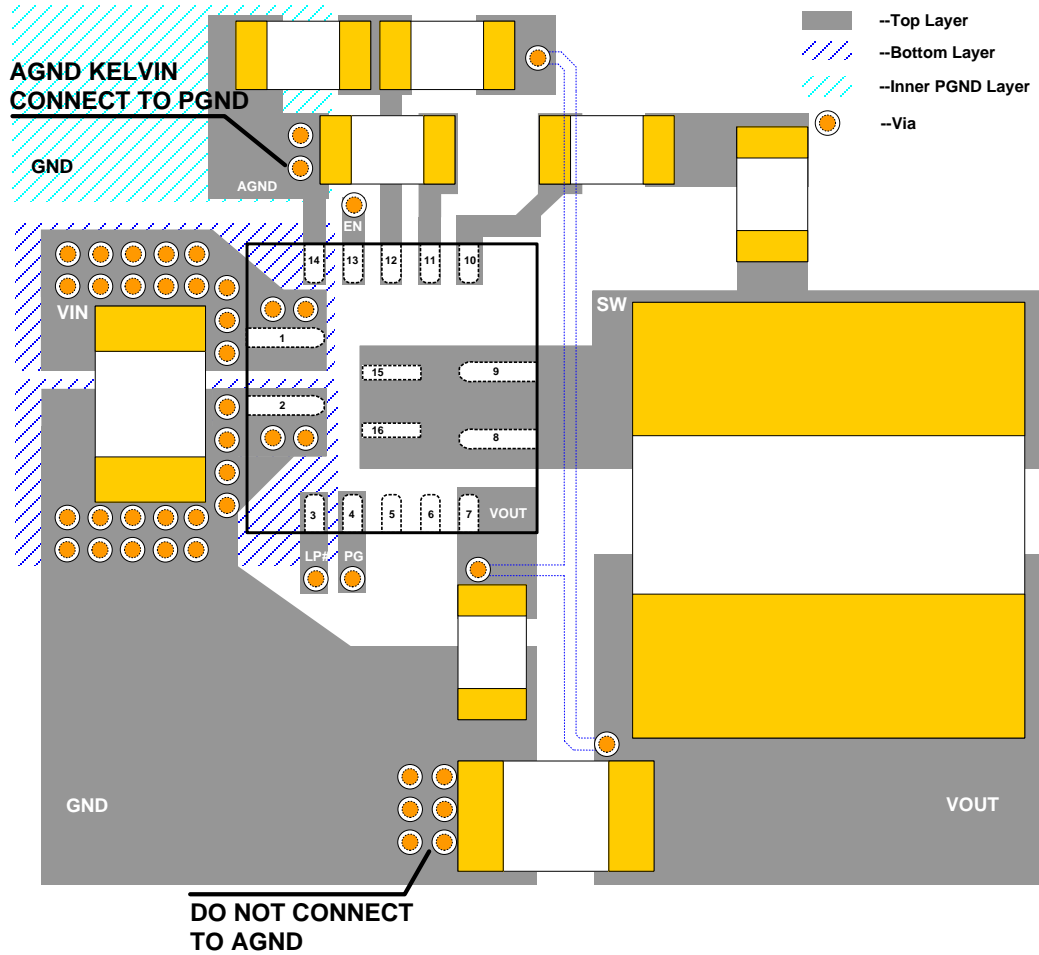 --Top Layer
--Bottom Layer
--Inner PGND Layer
--Via
AGND KELVIN
CONNECT TO PGND
GND
AGND
EN
14
13
12
11
10
VIN
SW
1
2
15
16
9
8
3
4
5
6
7
VOUT
LP#
PG
GND
VOUT
DO NOT CONNECT
TO AGND